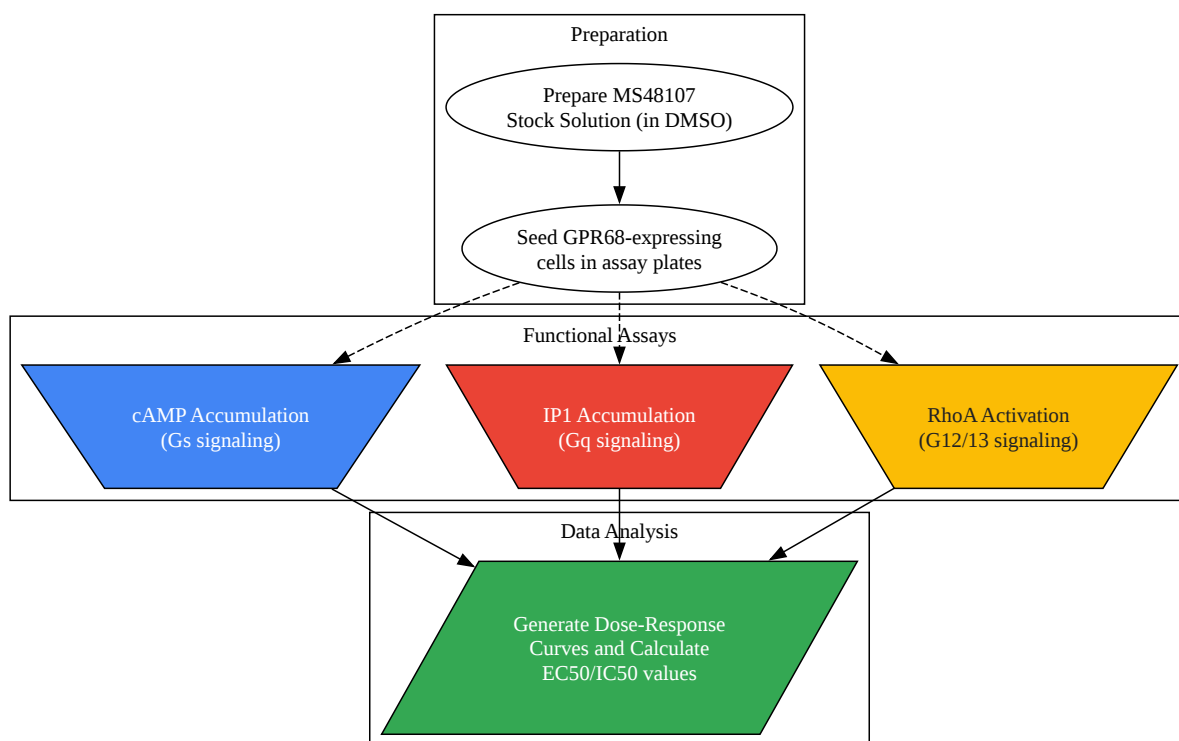 Preparation
Prepare MS48107
Stock Solution (in DMSO)
Seed GPR68-expressing
cells in assay plates
Functional Assays
cAMP Accumulation
(Gs signaling)
IP1 Accumulation
(Gq signaling)
RhoA Activation
(G12/13 signaling)
Data Analysis
Generate Dose-Response
Curves and Calculate
EC50/IC50 values